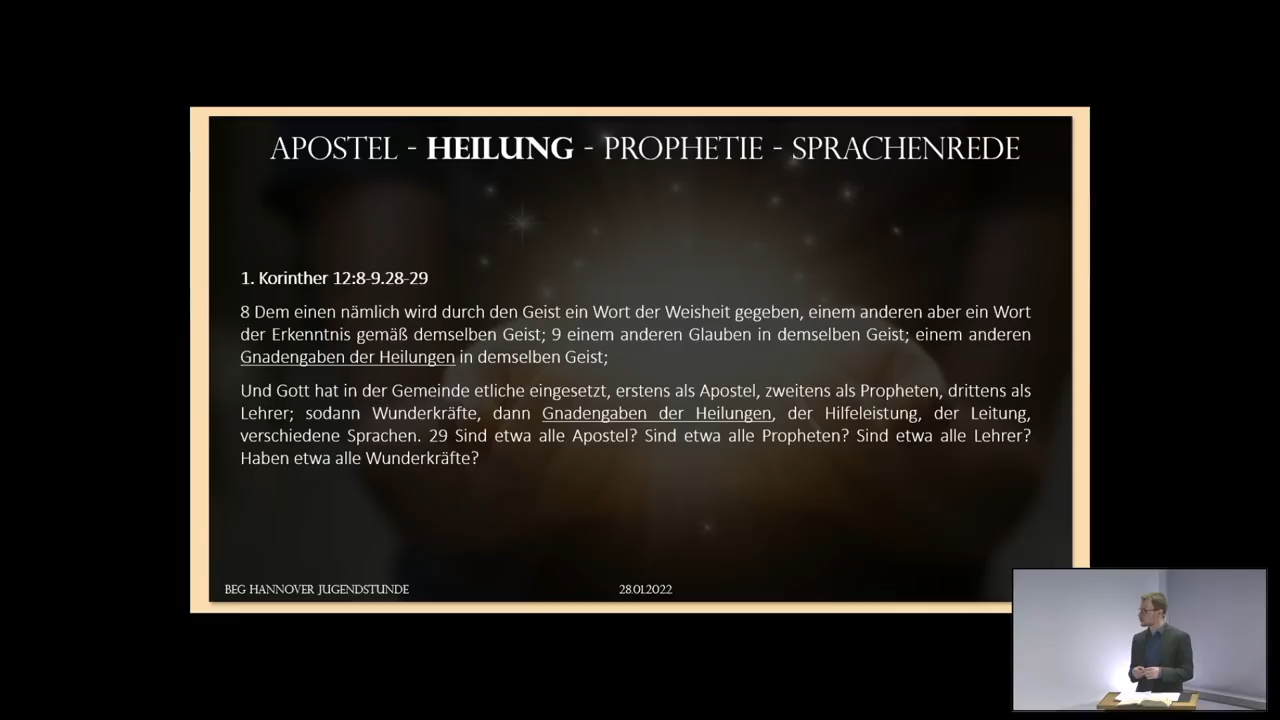 APOSTEL - HEILUNG - PROPHETIE - SPRACHENREDE
1. Korinther 12:8-9.28-29
8 Dem einen nämlich wird durch den Geist ein Wort der Weisheit gegeben, einem anderen aber ein Wort
der Erkenntnis gemäß demselben Geist; 9 einem anderen Glauben in demselben Geist; einem anderen
Gnadengaben der Heilungen in demselben Geist;
Und Gott hat in der Gemeinde etliche eingesetzt, erstens als Apostel, zweitens als Propheten, drittens als
Lehrer; sodann Wunderkräfte, dann Gnadengaben der Heilungen, der Hilfeleistung, der Leitung,
verschiedene Sprachen. 29 Sind etwa alle Apostel? Sind etwa alle Propheten? Sind etwa alle Lehrer?
Haben etwa alle Wunderkräfte?
BEG HANNOVER JUGENDSTUNDE
28.01.2022